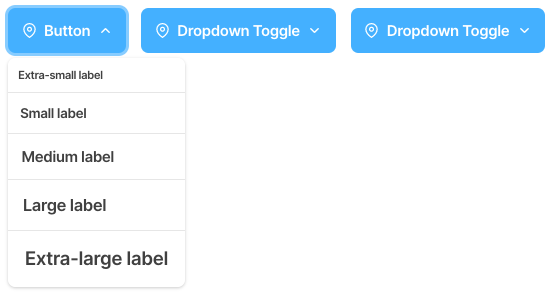 Button
Dropdown Toggle
Dropdown Toggle
Extra-small label
Small label
Medium label
Large label
Extra-large label